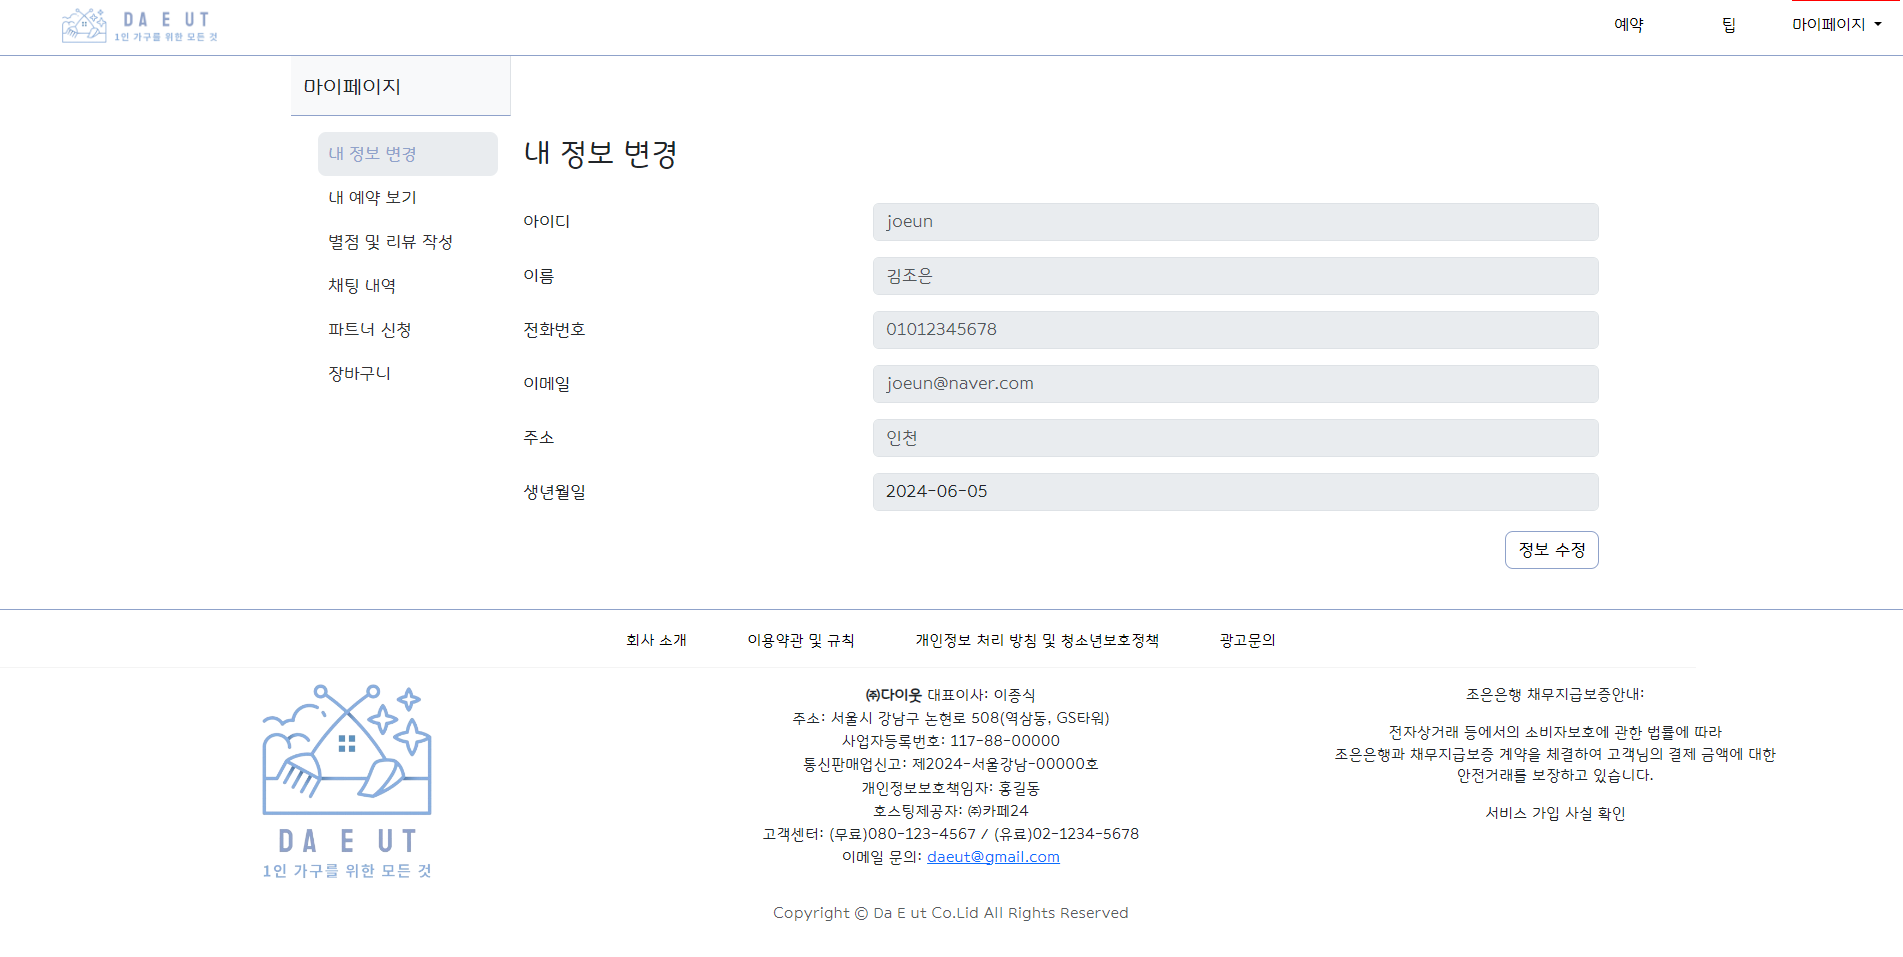 DA E UT
1인 가구를 위한 모든 것
예약
팁
마이페이지
마이페이지
내 정보 변경
내 예약 보기
별점 및 리뷰 작성
채팅 내역
파트너 신청
장바구니
내 정보 변경
아이디
joeun
이름
김조은
전화번호
01012345678
이메일
joeun@naver.com
주소
인천
생년월일
2024-06-05
정보 수정
회사 소개
이용약관 및 규칙
개인정보 처리 방침 및 청소년보호정책
광고문의
DA E UT
1인 가구를 위한 모든 것
㈜다이웃 대표이사: 이종식
주소: 서울시 강남구 논현로 508(역삼동, GS타워)
사업자등록번호: 117-88-00000
통신판매업신고: 제2024-서울강남-00000호
개인정보보호책임자: 홍길동
호스팅제공자: ㈜카페24
고객센터: (무료)080-123-4567 / (유료)02-1234-5678
이메일 문의: daeut@gmail.com
조은은행 채무지급보증안내:
전자상거래 등에서의 소비자보호에 관한 법률에 따라
조은은행과 채무지급보증 계약을 체결하여 고객님의 결제 금액에 대한
안전거래를 보장하고 있습니다.
서비스 가입 사실 확인
Copyright © Da E ut Co.Lid All Rights Reserved